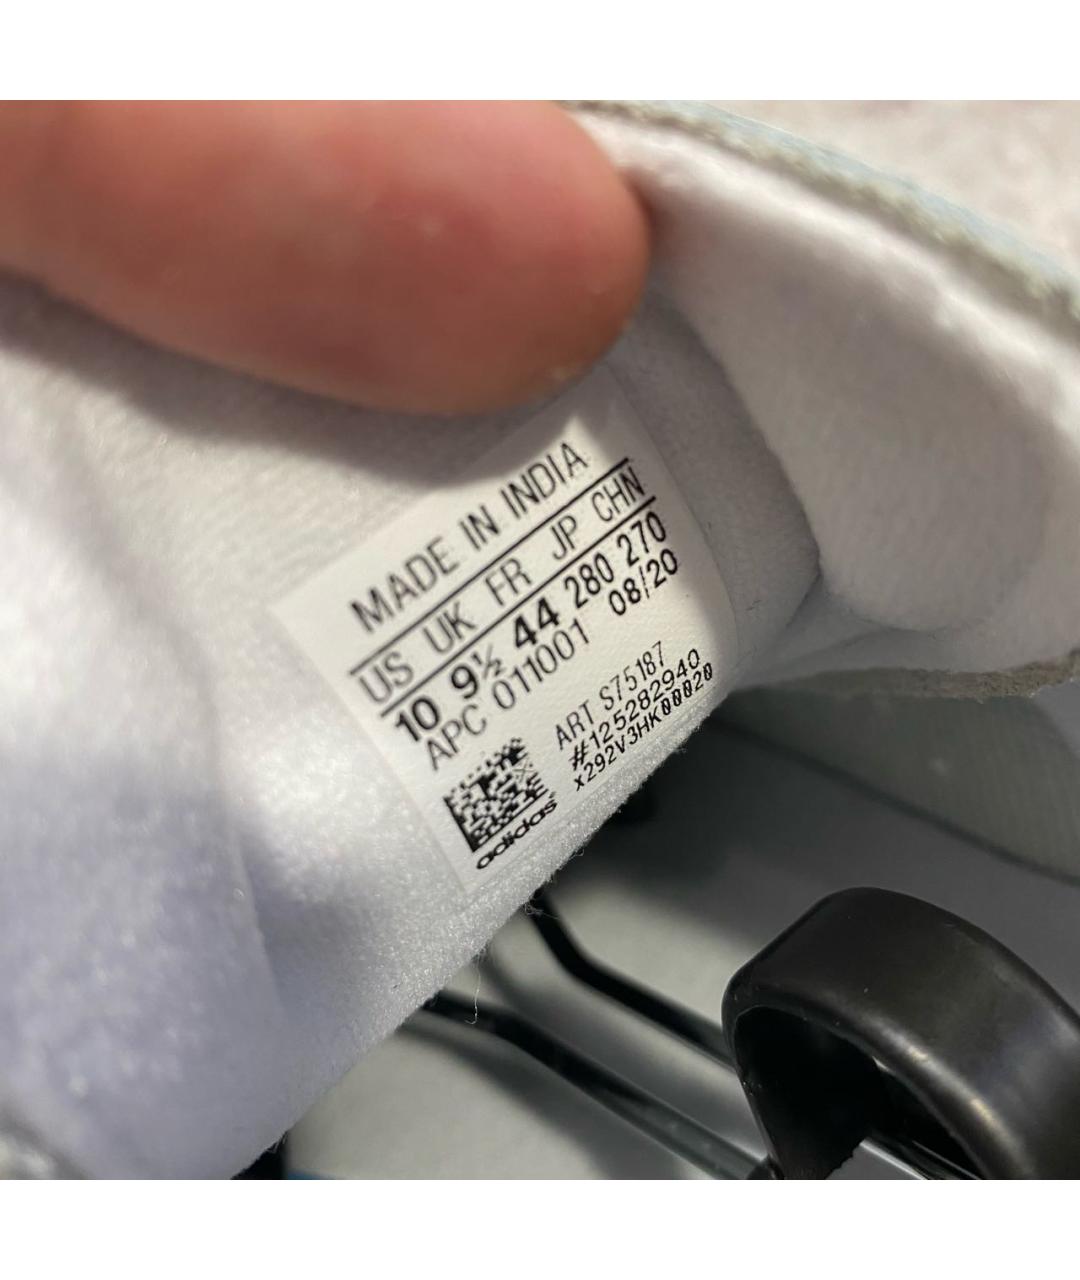 MADE IN INDIA
US UK FR JP CHN
10 9½ 44 280 270
APC 011001 08/20
ART S75187
#125282940
x292V3HK00020
adidas